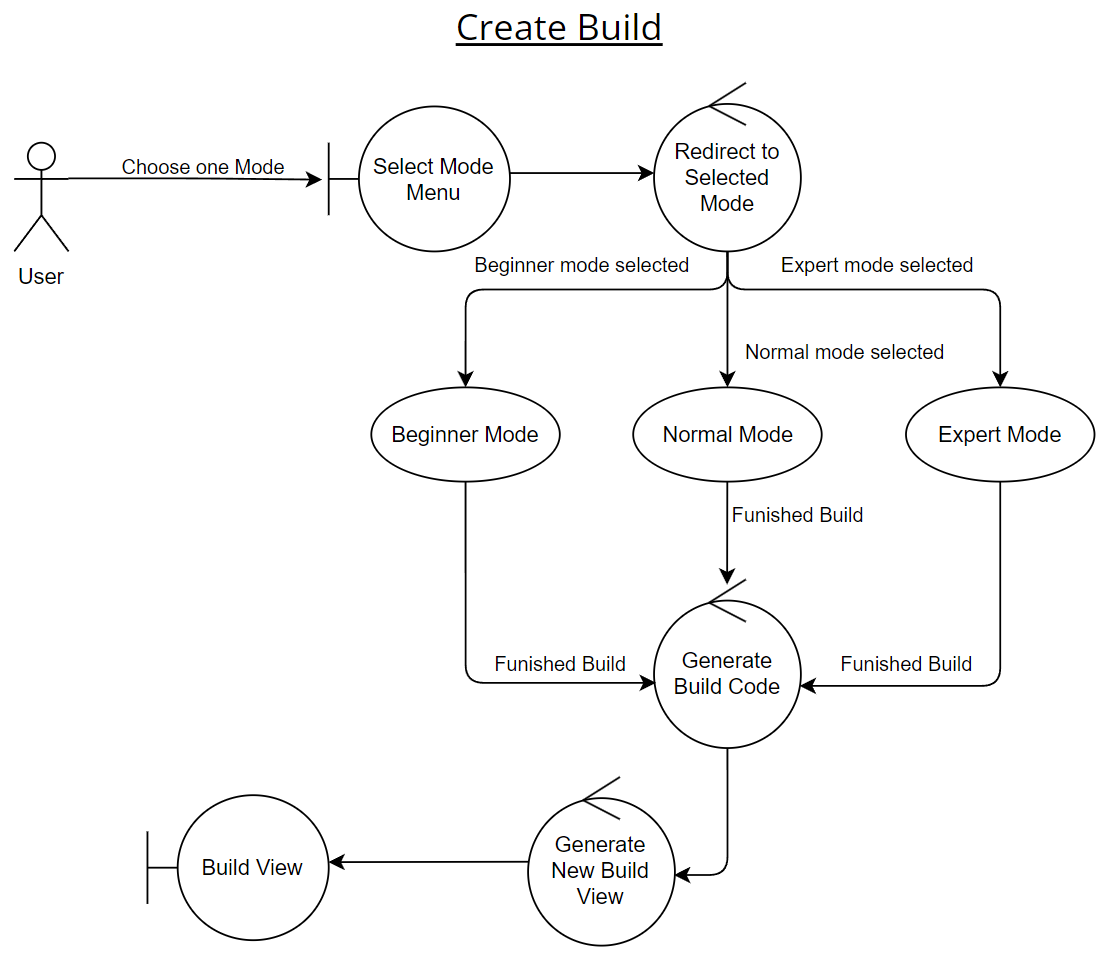 Create Build
Choose one Mode
User
Select Mode
Menu
Redirect to
Selected
Mode
Beginner mode selected
Expert mode selected
Normal mode selected
Beginner Mode
Normal Mode
Expert Mode
Funished Build
Funished Build
Funished Build
Generate
Build Code
Build View
Generate
New Build
View